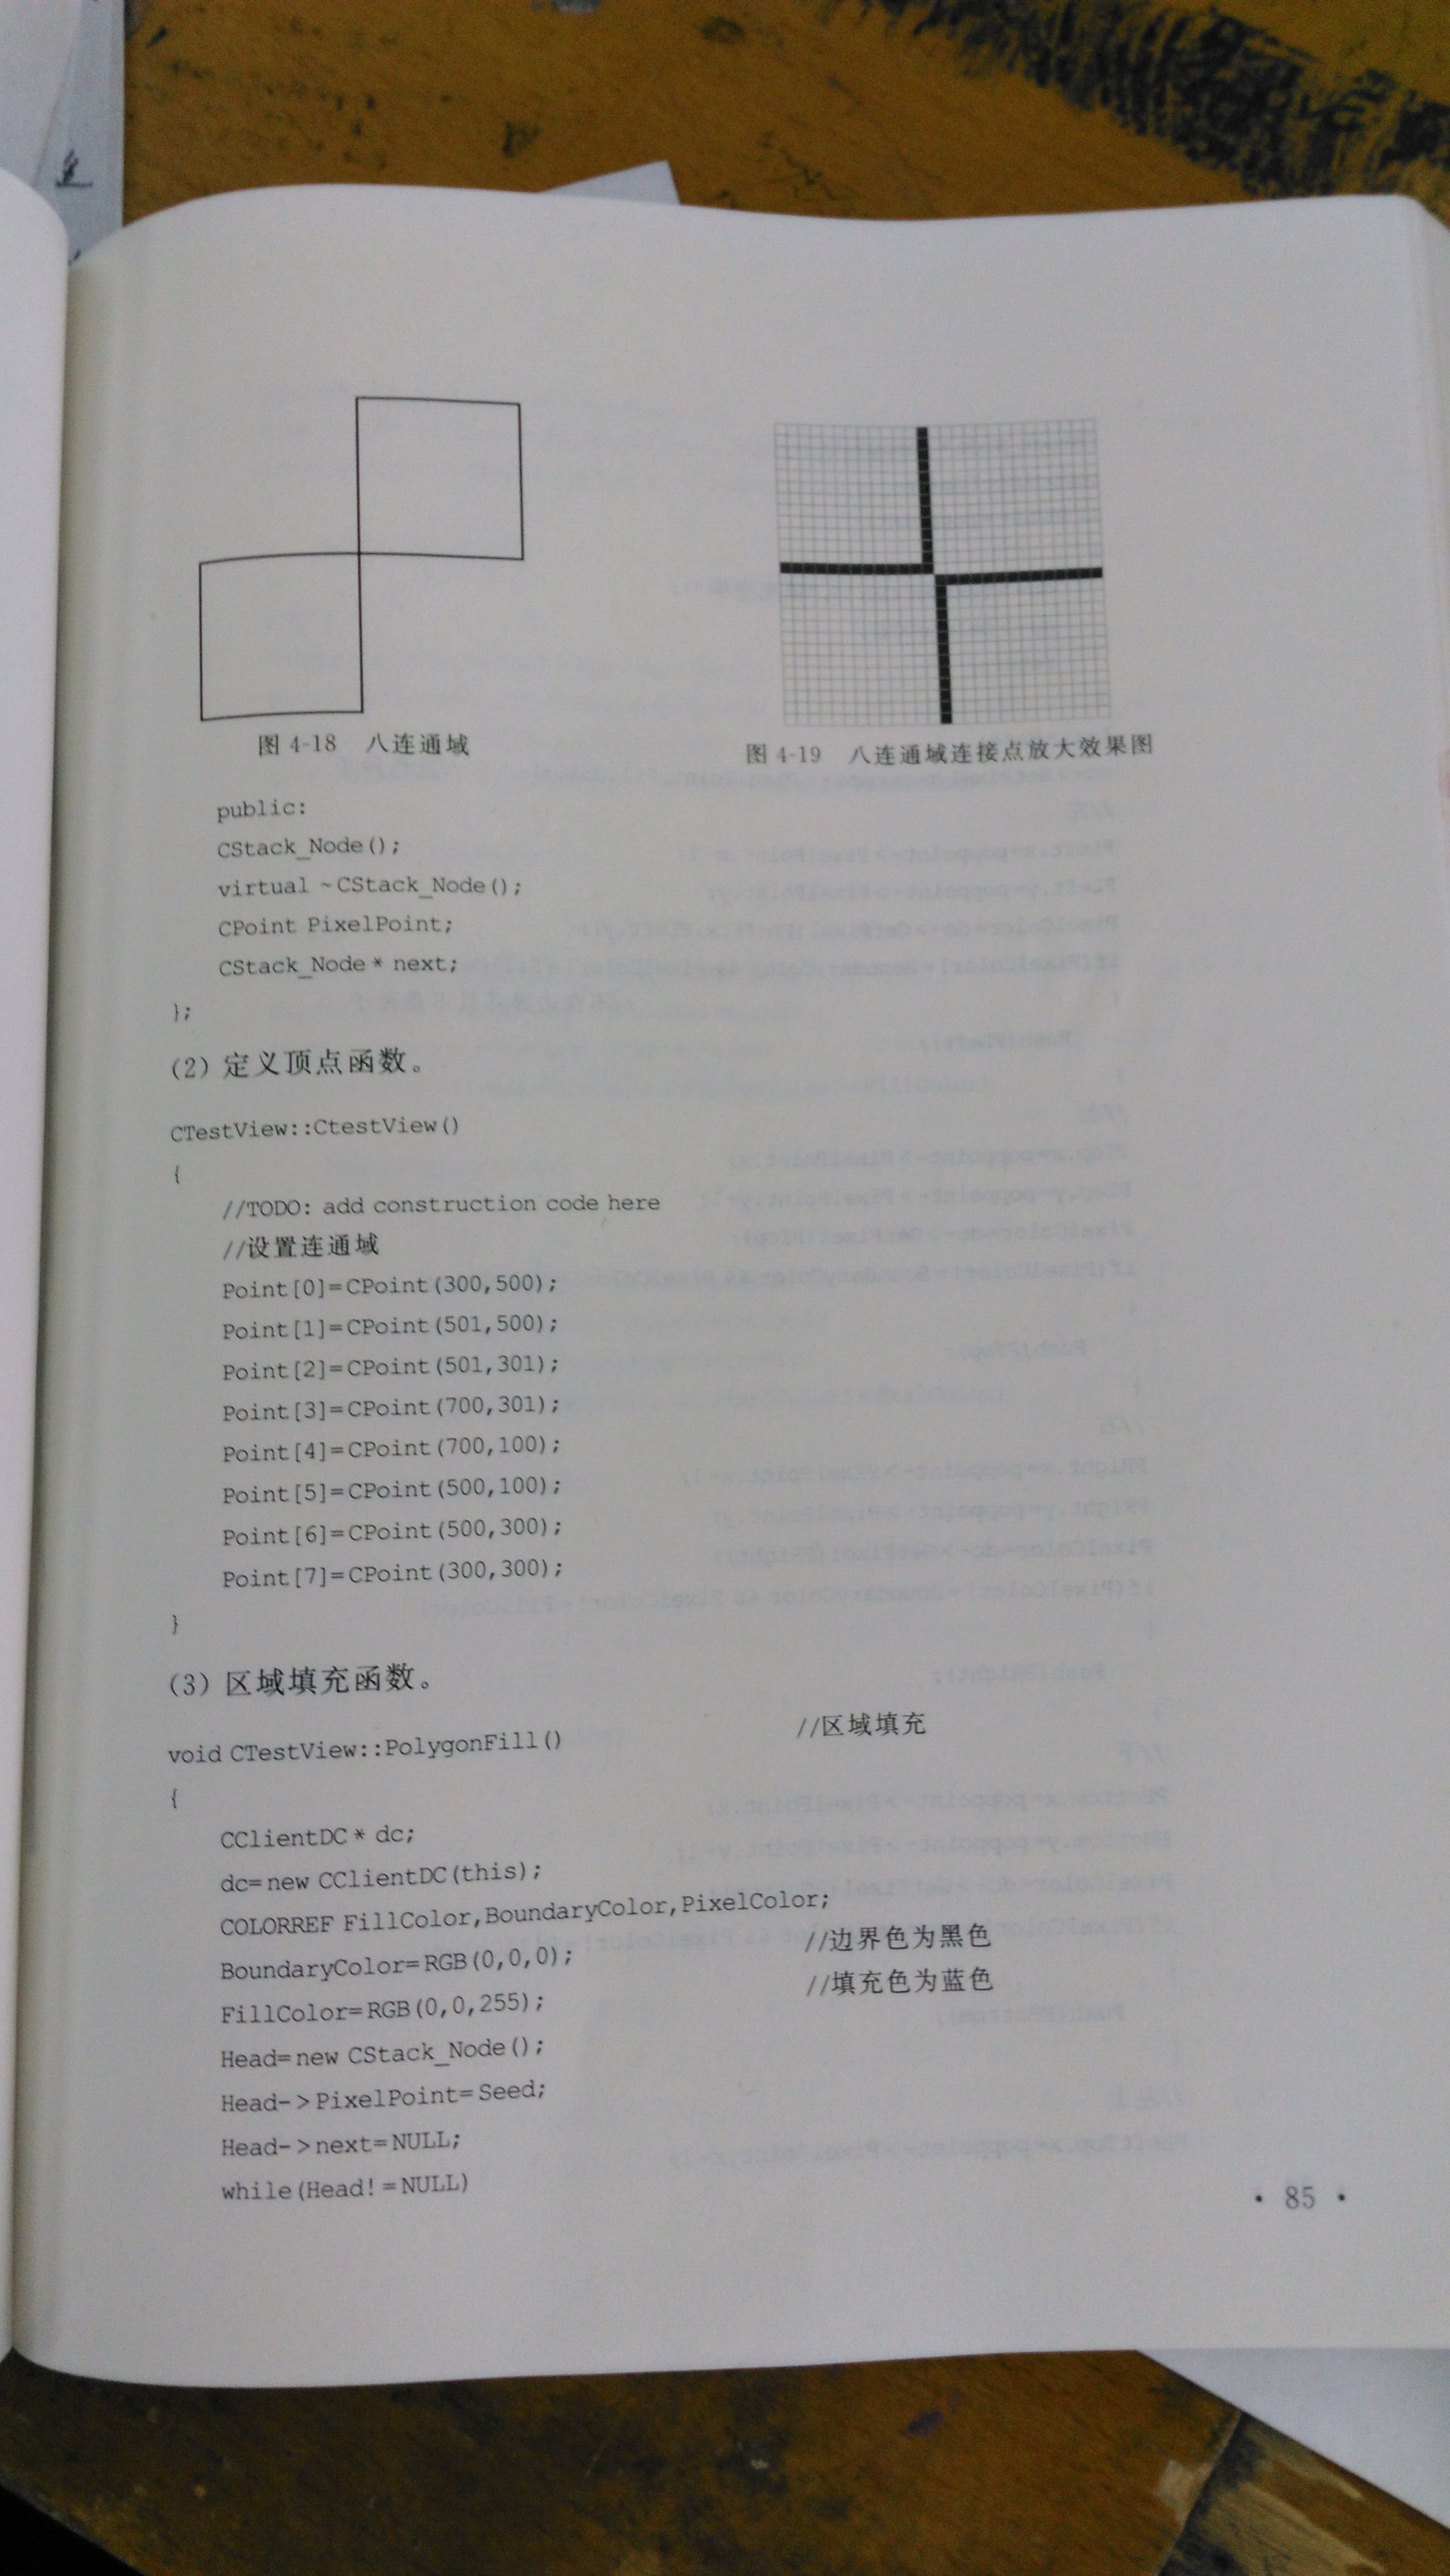 图 4-18 八连通域
图 4-19 八连通域连接点放大效果图
public:
CStack_Node();
virtual ~CStack_Node();
CPoint PixelPoint;
CStack_Node* next;
};
(2) 定义顶点函数。
CTestView::CtestView()
{
//TODO: add construction code here
//设置连通域
Point[0]=CPoint(300,500);
Point[1]=CPoint(501,500);
Point[2]=CPoint(501,301);
Point[3]=CPoint(700,301);
Point[4]=CPoint(700,100);
Point[5]=CPoint(500,100);
Point[6]=CPoint(500,300);
Point[7]=CPoint(300,300);
}
(3) 区域填充函数。
void CTestView::PolygonFill() //区域填充
{
CClientDC* dc;
dc=new CClientDC(this);
COLORREF FillColor,BoundaryColor,PixelColor;
BoundaryColor=RGB(0,0,0); //边界色为黑色
FillColor=RGB(0,0,255); //填充色为蓝色
Head=new CStack_Node();
Head->PixelPoint=Seed;
Head->next=NULL;
while(Head!=NULL)
• 85 •